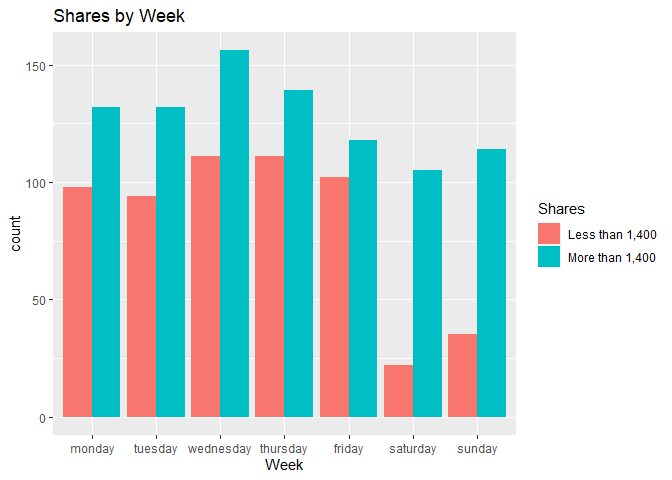 Shares by Week
150
100
50
0
count
monday tuesday wednesday thursday friday saturday sunday
Week
Shares
Less than 1,400
More than 1,400